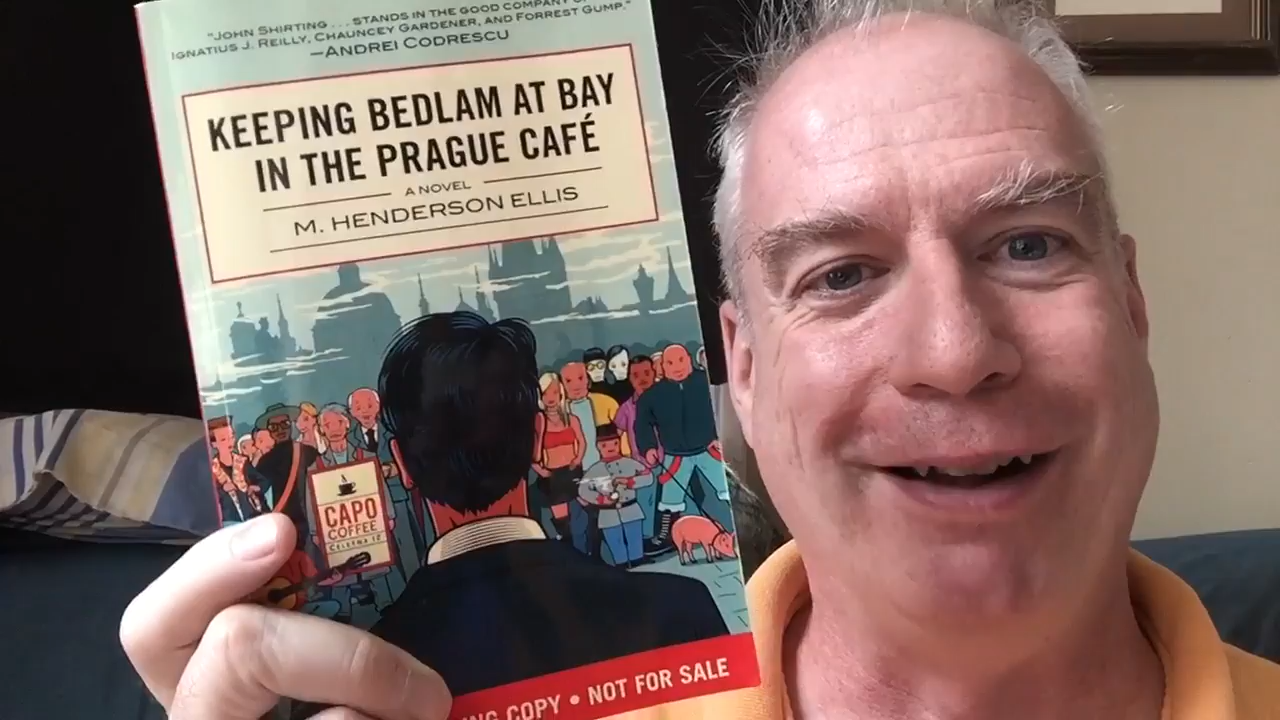 "JOHN SHIRTING . . . STANDS IN THE GOOD COMPANY
IGNATIUS J. REILLY, CHAUNCEY GARDENER, AND FORREST GUMP."
—ANDREI CODRESCU
KEEPING BEDLAM AT BAY
IN THE PRAGUE CAFÉ
A NOVEL
M. HENDERSON ELLIS
CAPO
COFFEE
COPY • NOT FOR SALE